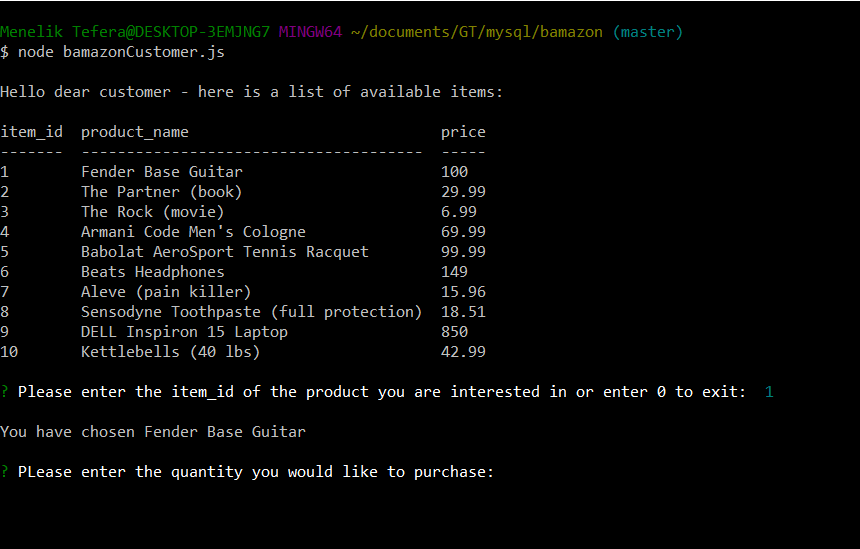 Menelik Tefera@DESKTOP-3EMJNG7 MINGW64 ~/documents/GT/mysql/bamazon (master)
$ node bamazonCustomer.js
Hello dear customer - here is a list of available items:
item_id  product_name                            price
-------  --------------------------------------  -----
1        Fender Base Guitar                      100
2        The Partner (book)                      29.99
3        The Rock (movie)                        6.99
4        Armani Code Men's Cologne               69.99
5        Babolat AeroSport Tennis Racquet        99.99
6        Beats Headphones                        149
7        Aleve (pain killer)                     15.96
8        Sensodyne Toothpaste (full protection)  18.51
9        DELL Inspiron 15 Laptop                 850
10       Kettlebells (40 lbs)                    42.99
? Please enter the item_id of the product you are interested in or enter 0 to exit:  1
You have chosen Fender Base Guitar
? PLease enter the quantity you would like to purchase: